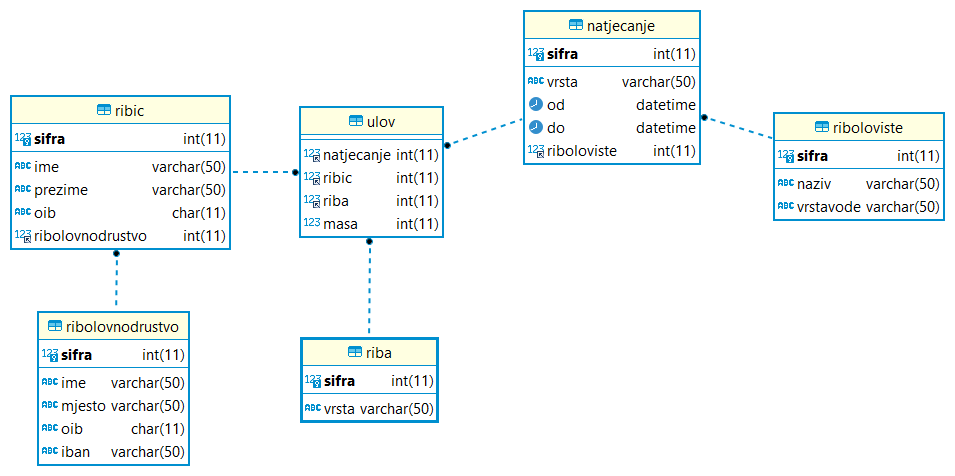 natjecanje
sifra int(11)
vrsta varchar(50)
od datetime
do datetime
riboloviste int(11)
ribic
sifra int(11)
ime varchar(50)
prezime varchar(50)
oib char(11)
ribolovnodrustvo int(11)
ulov
natjecanje int(11)
ribic int(11)
riba int(11)
masa int(11)
riboloviste
sifra int(11)
naziv varchar(50)
vrstavode varchar(50)
ribolovnodrustvo
sifra int(11)
ime varchar(50)
mjesto varchar(50)
oib char(11)
iban varchar(50)
riba
sifra int(11)
vrsta varchar(50)